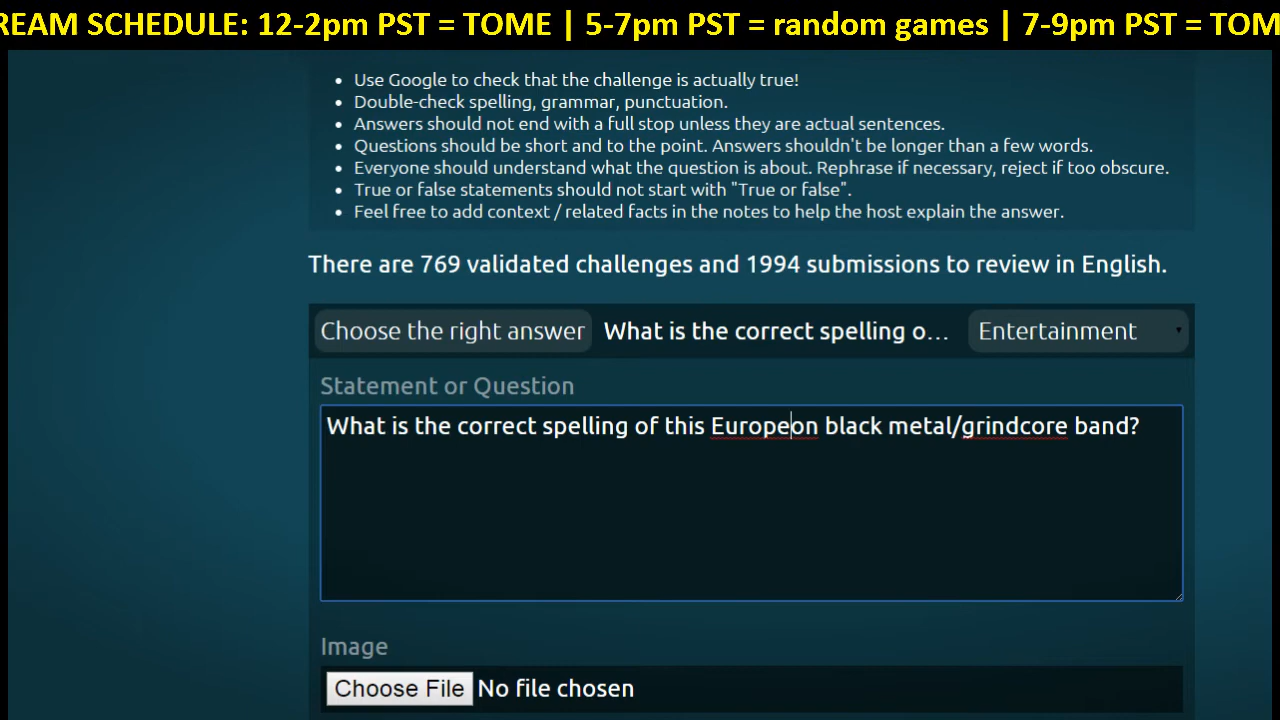 REAM SCHEDULE: 12-2pm PST = TOME | 5-7pm PST = random games | 7-9pm PST = TOM
• Use Google to check that the challenge is actually true!
• Double-check spelling, grammar, punctuation.
• Answers should not end with a full stop unless they are actual sentences.
• Questions should be short and to the point. Answers shouldn't be longer than a few words.
• Everyone should understand what the question is about. Rephrase if necessary, reject if too obscure.
• True or false statements should not start with "True or false".
• Feel free to add context / related facts in the notes to help the host explain the answer.
There are 769 validated challenges and 1994 submissions to review in English.
Choose the right answer What is the correct spelling o... Entertainment
Statement or Question
What is the correct spelling of this Europeon black metal/grindcore band?
Image
Choose File No file chosen